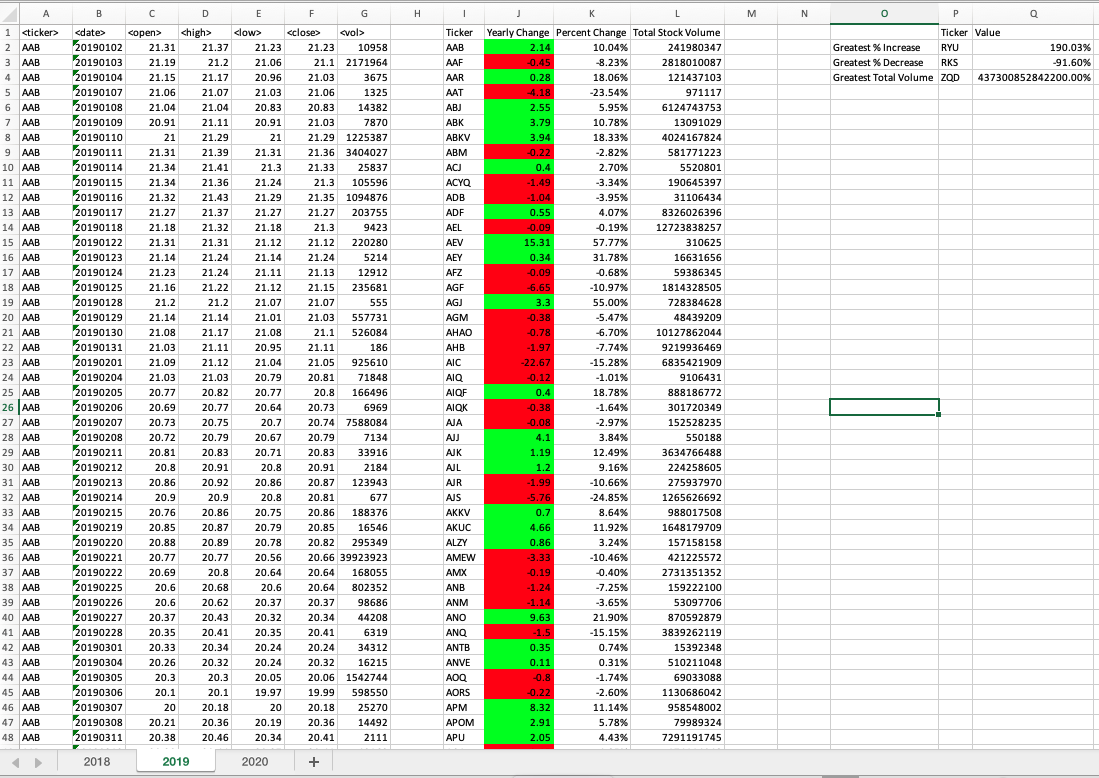 A B C D E F G H I J K L M N O P Q
1 <ticker> <date> <open> <high> <low> <close> <vol> Ticker Yearly Change Percent Change Total Stock Volume Ticker Value
2 AAB 20190102 21.31 21.37 21.23 21.23 10958 AAB 2.14 10.04% 241980347 Greatest % Increase RYU 190.03%
3 AAB 20190103 21.19 21.2 21.06 21.1 2171964 AAF -0.45 -8.23% 2818010087 Greatest % Decrease RKS -91.60%
4 AAB 20190104 21.15 21.17 20.96 21.03 3675 AAR 0.28 18.06% 121437103 Greatest Total Volume ZQD 437300852842200.00%
5 AAB 20190107 21.06 21.07 21.03 21.06 1325 AAT -4.18 -23.54% 971117
6 AAB 20190108 21.04 21.04 20.83 20.83 14382 ABJ 2.55 5.95% 6124743753
7 AAB 20190109 20.91 21.11 20.91 21.03 7870 ABK 3.79 10.78% 13091029
8 AAB 20190110 21 21.29 21 21.29 1225387 ABKV 3.94 18.33% 4024167824
9 AAB 20190111 21.31 21.39 21.31 21.36 3404027 ABM -0.22 -2.82% 581771223
10 AAB 20190114 21.34 21.41 21.3 21.33 25837 ACJ 0.4 2.70% 5520801
11 AAB 20190115 21.34 21.36 21.24 21.3 105596 ACYQ -1.49 -3.34% 190645397
12 AAB 20190116 21.32 21.43 21.29 21.35 1094876 ADB -1.04 -3.95% 31106434
13 AAB 20190117 21.27 21.37 21.27 21.27 203755 ADF 0.55 4.07% 8326026396
14 AAB 20190118 21.18 21.32 21.18 21.3 9423 AEL -0.09 -0.19% 12723838257
15 AAB 20190122 21.31 21.31 21.12 21.12 220280 AEV 15.31 57.77% 310625
16 AAB 20190123 21.14 21.24 21.14 21.24 5214 AEY 0.34 31.78% 16631656
17 AAB 20190124 21.23 21.24 21.11 21.13 12912 AFZ -0.09 -0.68% 59386345
18 AAB 20190125 21.16 21.22 21.12 21.15 235681 AGF -6.65 -10.97% 1814328505
19 AAB 20190128 21.2 21.2 21.07 21.07 555 AGJ 3.3 55.00% 728384628
20 AAB 20190129 21.14 21.14 21.01 21.03 557731 AGM -0.38 -5.47% 48439209
21 AAB 20190130 21.08 21.17 21.08 21.1 526084 AHAO -0.78 -6.70% 10127862044
22 AAB 20190131 21.03 21.11 20.95 21.11 186 AHB -1.97 -7.74% 9219936469
23 AAB 20190201 21.09 21.12 21.04 21.05 925610 AIC -22.67 -15.28% 6835421909
24 AAB 20190204 21.03 21.03 20.79 20.81 71848 AIQ -0.12 -1.01% 9106431
25 AAB 20190205 20.77 20.82 20.77 20.8 166496 AIQF 0.4 18.78% 888186772
26 AAB 20190206 20.69 20.77 20.64 20.73 6969 AIQK -0.38 -1.64% 301720349
27 AAB 20190207 20.73 20.75 20.7 20.74 7588084 AJA -0.08 -2.97% 152528235
28 AAB 20190208 20.72 20.79 20.67 20.74 7134 AJJ 4.1 3.84% 550188
29 AAB 20190211 20.81 20.83 20.71 20.83 33916 AJK 1.19 12.49% 3634766488
30 AAB 20190212 20.8 20.91 20.8 20.91 2184 AJL 1.2 9.16% 224258605
31 AAB 20190213 20.86 20.92 20.86 20.87 123943 AJR -1.99 -10.66% 275937970
32 AAB 20190214 20.9 20.9 20.8 20.81 677 AJS -5.76 -24.85% 1265626692
33 AAB 20190215 20.76 20.86 20.75 20.86 188376 AKKV 0.7 8.64% 988017508
34 AAB 20190219 20.85 20.87 20.79 20.85 16546 AKUC 4.66 11.92% 1648179709
35 AAB 20190220 20.88 20.89 20.78 20.82 295349 ALZY 0.86 3.24% 157158158
36 AAB 20190221 20.77 20.77 20.56 20.66 39923923 AMEW -3.33 -10.46% 421225572
37 AAB 20190222 20.69 20.8 20.64 20.64 168055 AMX -0.19 -0.40% 2731351352
38 AAB 20190225 20.6 20.68 20.6 20.64 802352 ANB -1.24 -7.25% 159222100
39 AAB 20190226 20.6 20.62 20.37 20.37 98686 ANM -1.14 -3.65% 53097706
40 AAB 20190227 20.37 20.43 20.32 20.34 44208 ANO 9.63 21.90% 870592879
41 AAB 20190228 20.35 20.41 20.35 20.41 6319 ANQ -1.5 -15.15% 3839262119
42 AAB 20190301 20.33 20.34 20.24 20.24 34312 ANTB 0.35 0.74% 15392348
43 AAB 20190304 20.26 20.32 20.24 20.32 16215 ANVE 0.11 0.31% 510211048
44 AAB 20190305 20.3 20.3 20.05 20.06 1542744 AOQ -0.8 -1.74% 69033088
45 AAB 20190306 20.1 20.1 19.97 19.99 598550 AORS -0.22 -2.60% 1130686042
46 AAB 20190307 20 20.18 20 20.18 25270 APM 8.32 11.14% 958548002
47 AAB 20190308 20.21 20.36 20.19 20.36 14492 APOM 2.91 5.78% 79989324
48 AAB 20190311 20.38 20.46 20.34 20.41 2111 APU 2.05 4.43% 7291191745
2018 2019 2020 +